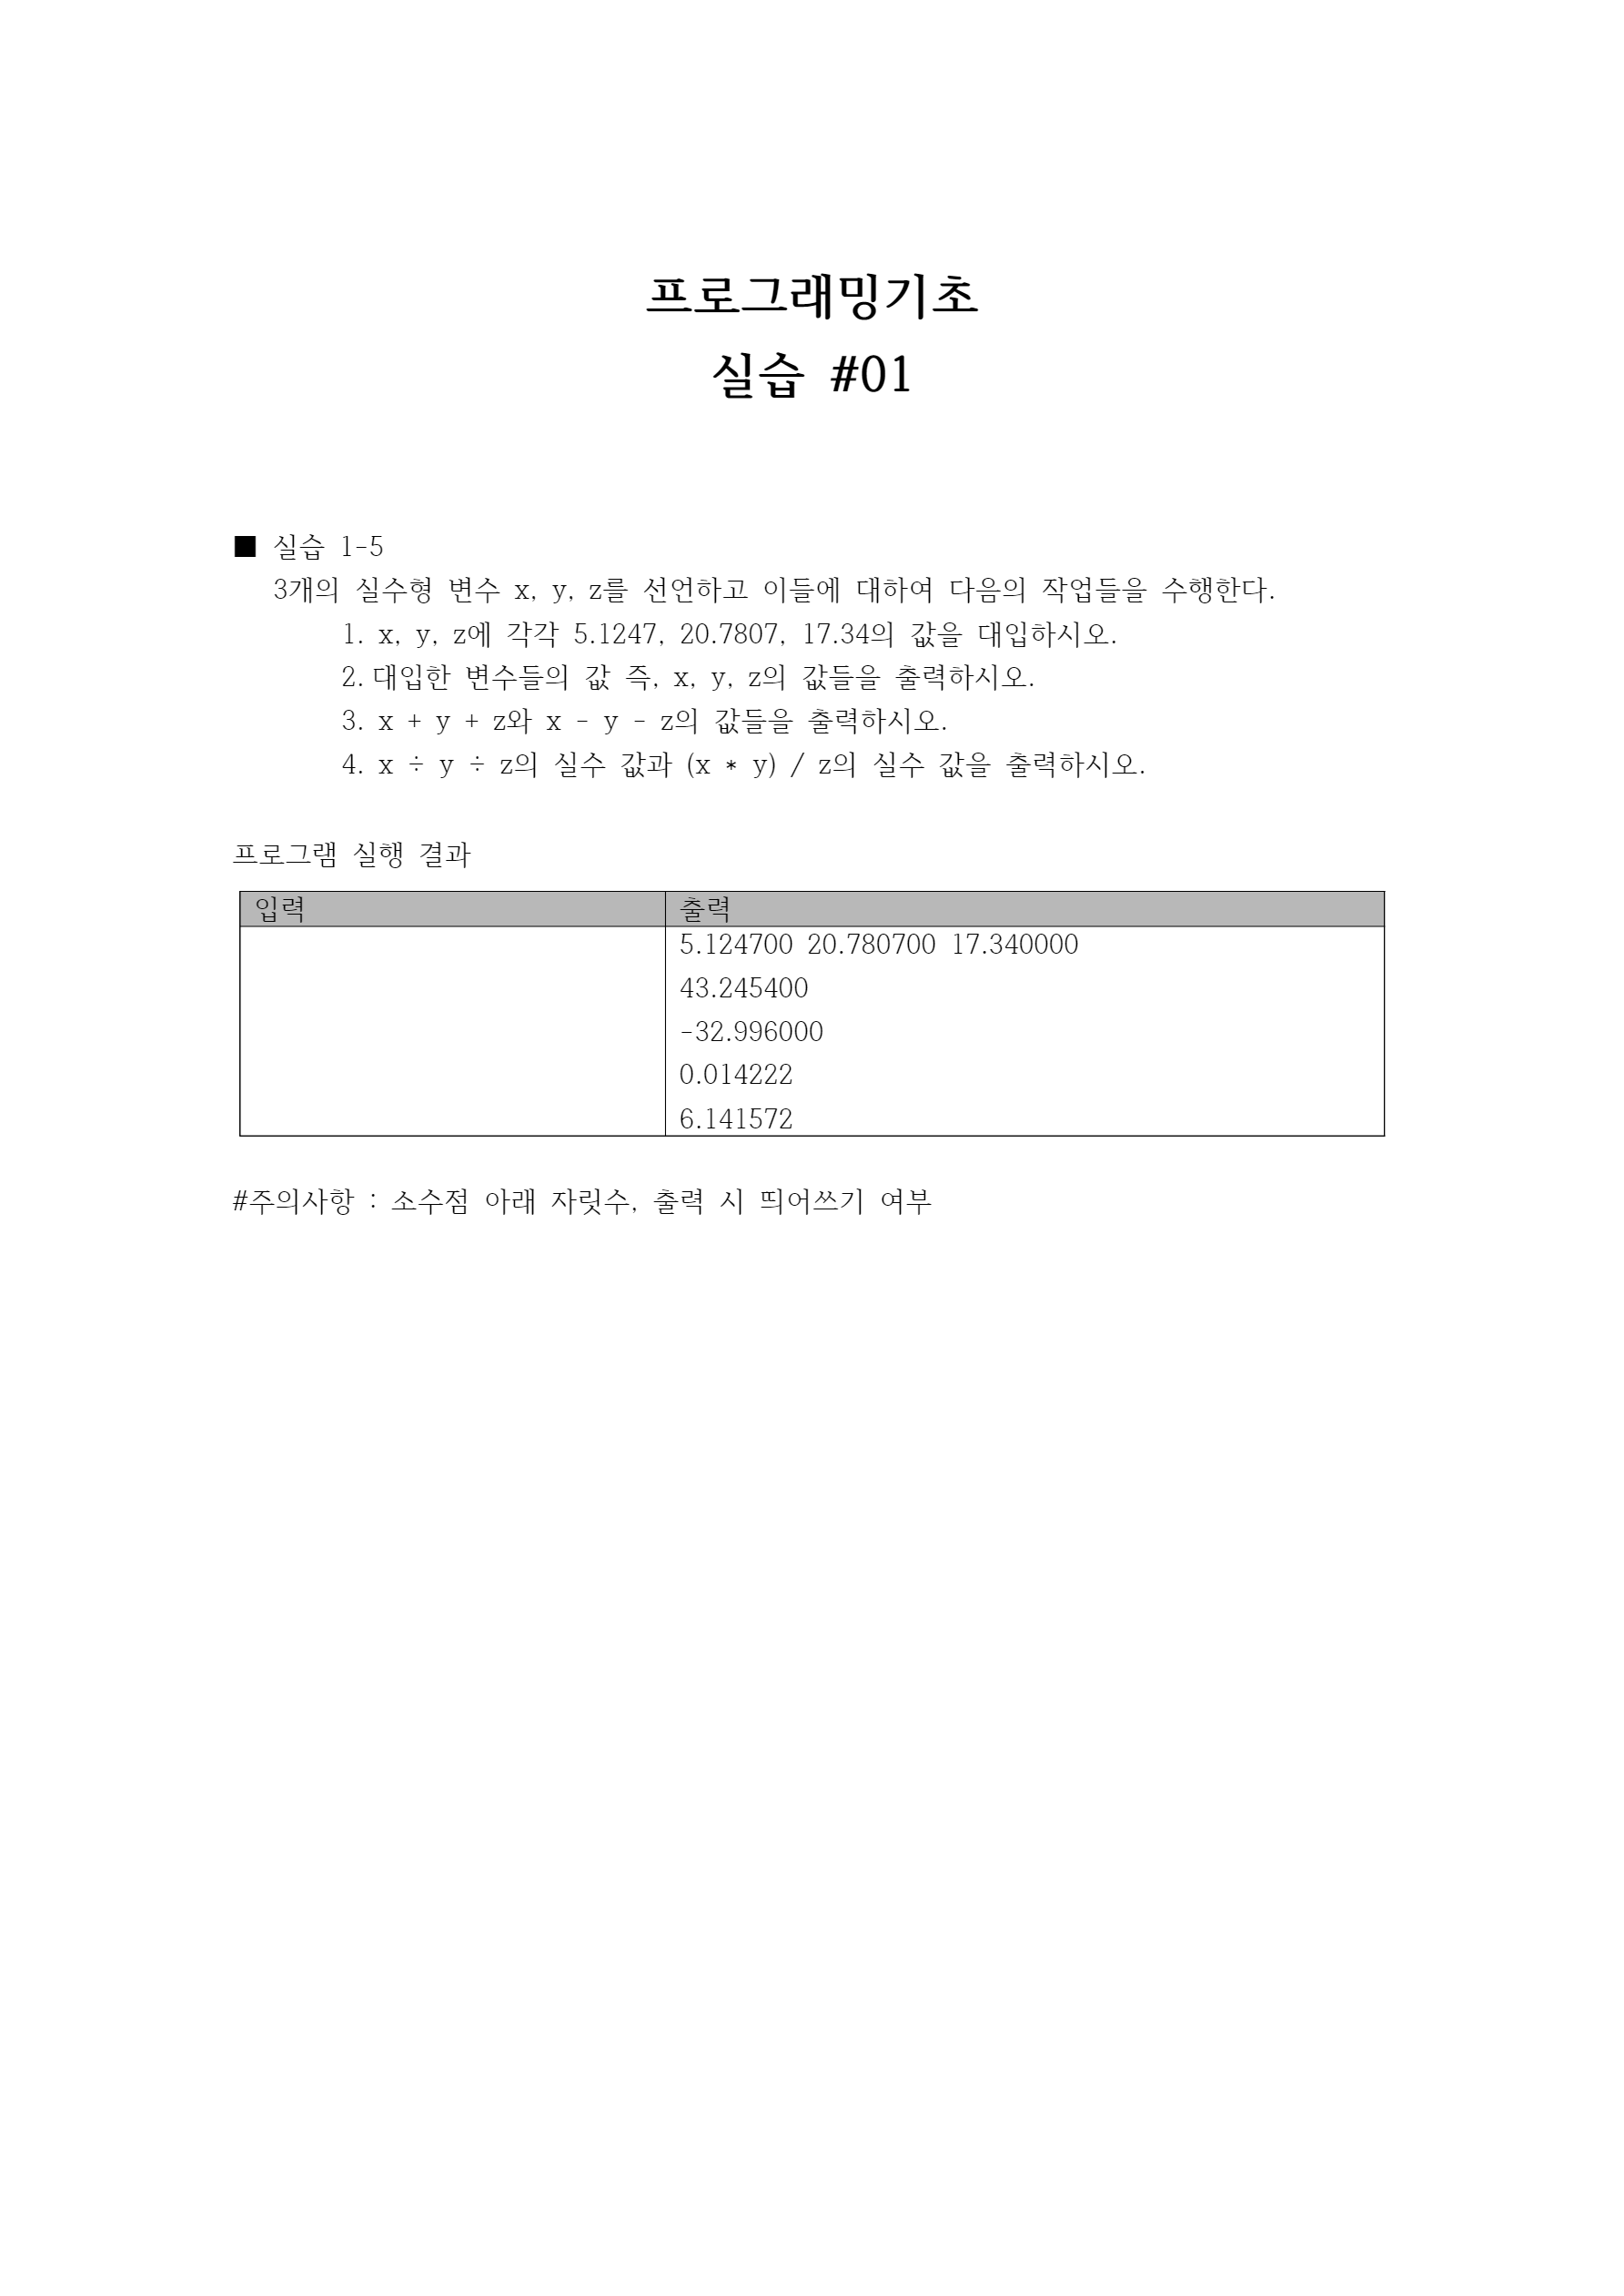 프로그래밍기초
실습 #01
■ 실습 1-5
3개의 실수형 변수 x, y, z를 선언하고 이들에 대하여 다음의 작업들을 수행한다.
1. x, y, z에 각각 5.1247, 20.7807, 17.34의 값을 대입하시오.
2. 대입한 변수들의 값 즉, x, y, z의 값들을 출력하시오.
3. x + y + z와 x - y - z의 값들을 출력하시오.
4. x ÷ y ÷ z의 실수 값과 (x * y) / z의 실수 값을 출력하시오.
프로그램 실행 결과
입력 출력
5.124700 20.780700 17.340000
43.245400
-32.996000
0.014222
6.141572
#주의사항 : 소수점 아래 자릿수, 출력 시 띄어쓰기 여부